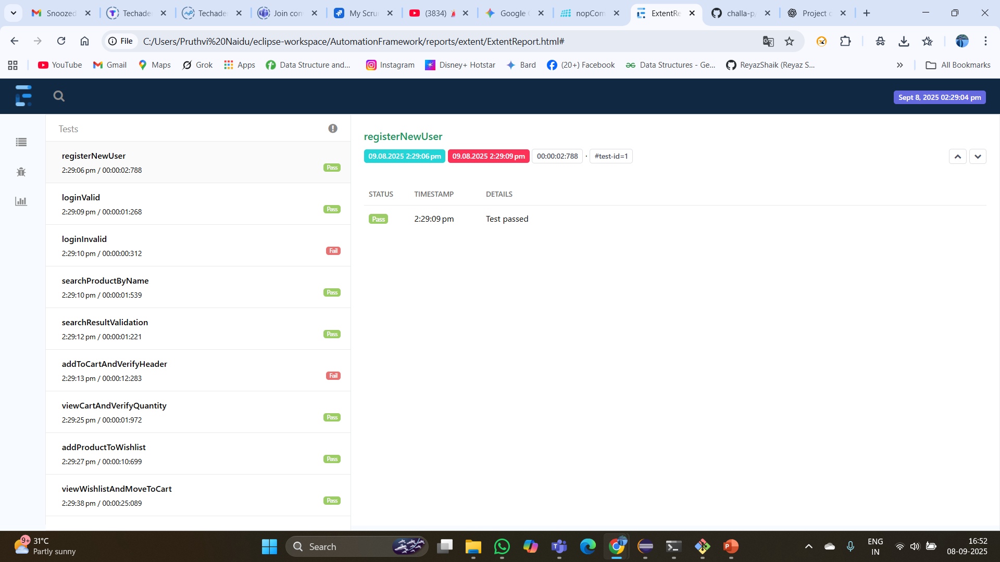 Snoozed
Techade
Techade
Join con
My Scru
(3834)
Google
nopCom
ExtentRe
challa-p
Project
File
C:/Users/Pruthvi%20Naidu/eclipse-workspace/AutomationFramework/reports/extent/ExtentReport.html#
YouTube
Gmail
Maps
Grok
Apps
Data Structure and...
Instagram
Disney+ Hotstar
Bard
(20+) Facebook
Data Structures - Ge...
ReyazShaik (Reyaz S...
All Bookmarks
Sept 8, 2025 02:29:04 pm
Tests
registerNewUser
2:29:06 pm / 00:00:02:788
Pass
loginValid
2:29:09 pm / 00:00:01:268
Pass
loginInvalid
2:29:10 pm / 00:00:00:312
Fail
searchProductByName
2:29:10 pm / 00:00:01:539
Pass
searchResultValidation
2:29:12 pm / 00:00:01:221
Pass
addToCartAndVerifyHeader
2:29:13 pm / 00:00:12:283
Fail
viewCartAndVerifyQuantity
2:29:25 pm / 00:00:01:972
Pass
addProductToWishlist
2:29:27 pm / 00:00:10:699
Pass
viewWishlistAndMoveToCart
2:29:38 pm / 00:00:25:089
Pass
registerNewUser
09.08.2025 2:29:06 pm 09.08.2025 2:29:09 pm 00:00:02:788 · #test-id=1
STATUS TIMESTAMP DETAILS
Pass 2:29:09 pm Test passed
9+
31°C
Partly sunny
Search
ENG
IN
16:52
08-09-2025